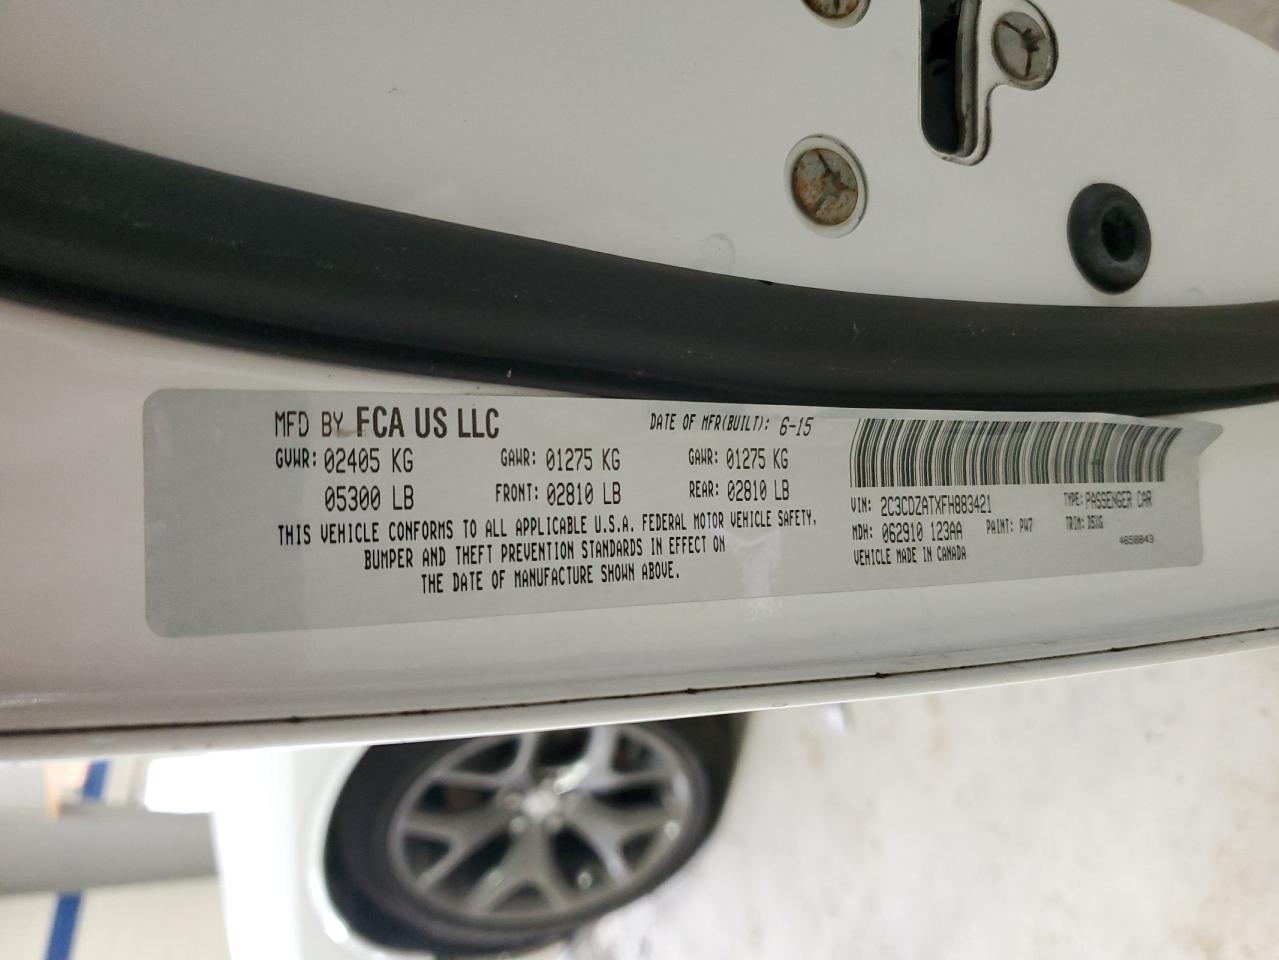 MFD BY FCA US LLC DATE OF MFR(BUILT): 6-15
GVWR: 02405 KG GAWR: 01275 KG GAWR: 01275 KG
05300 LB FRONT: 02810 LB REAR: 02810 LB
THIS VEHICLE CONFORMS TO ALL APPLICABLE U.S.A. FEDERAL MOTOR VEHICLE SAFETY,
BUMPER AND THEFT PREVENTION STANDARDS IN EFFECT ON
THE DATE OF MANUFACTURE SHOWN ABOVE.
VIN: 2C3CDZATXFH883421 TYPE: PASSENGER CAR
MDH: 062910 123AA PAINT: PW7 TRIM: D5XG
VEHICLE MADE IN CANADA 4658843